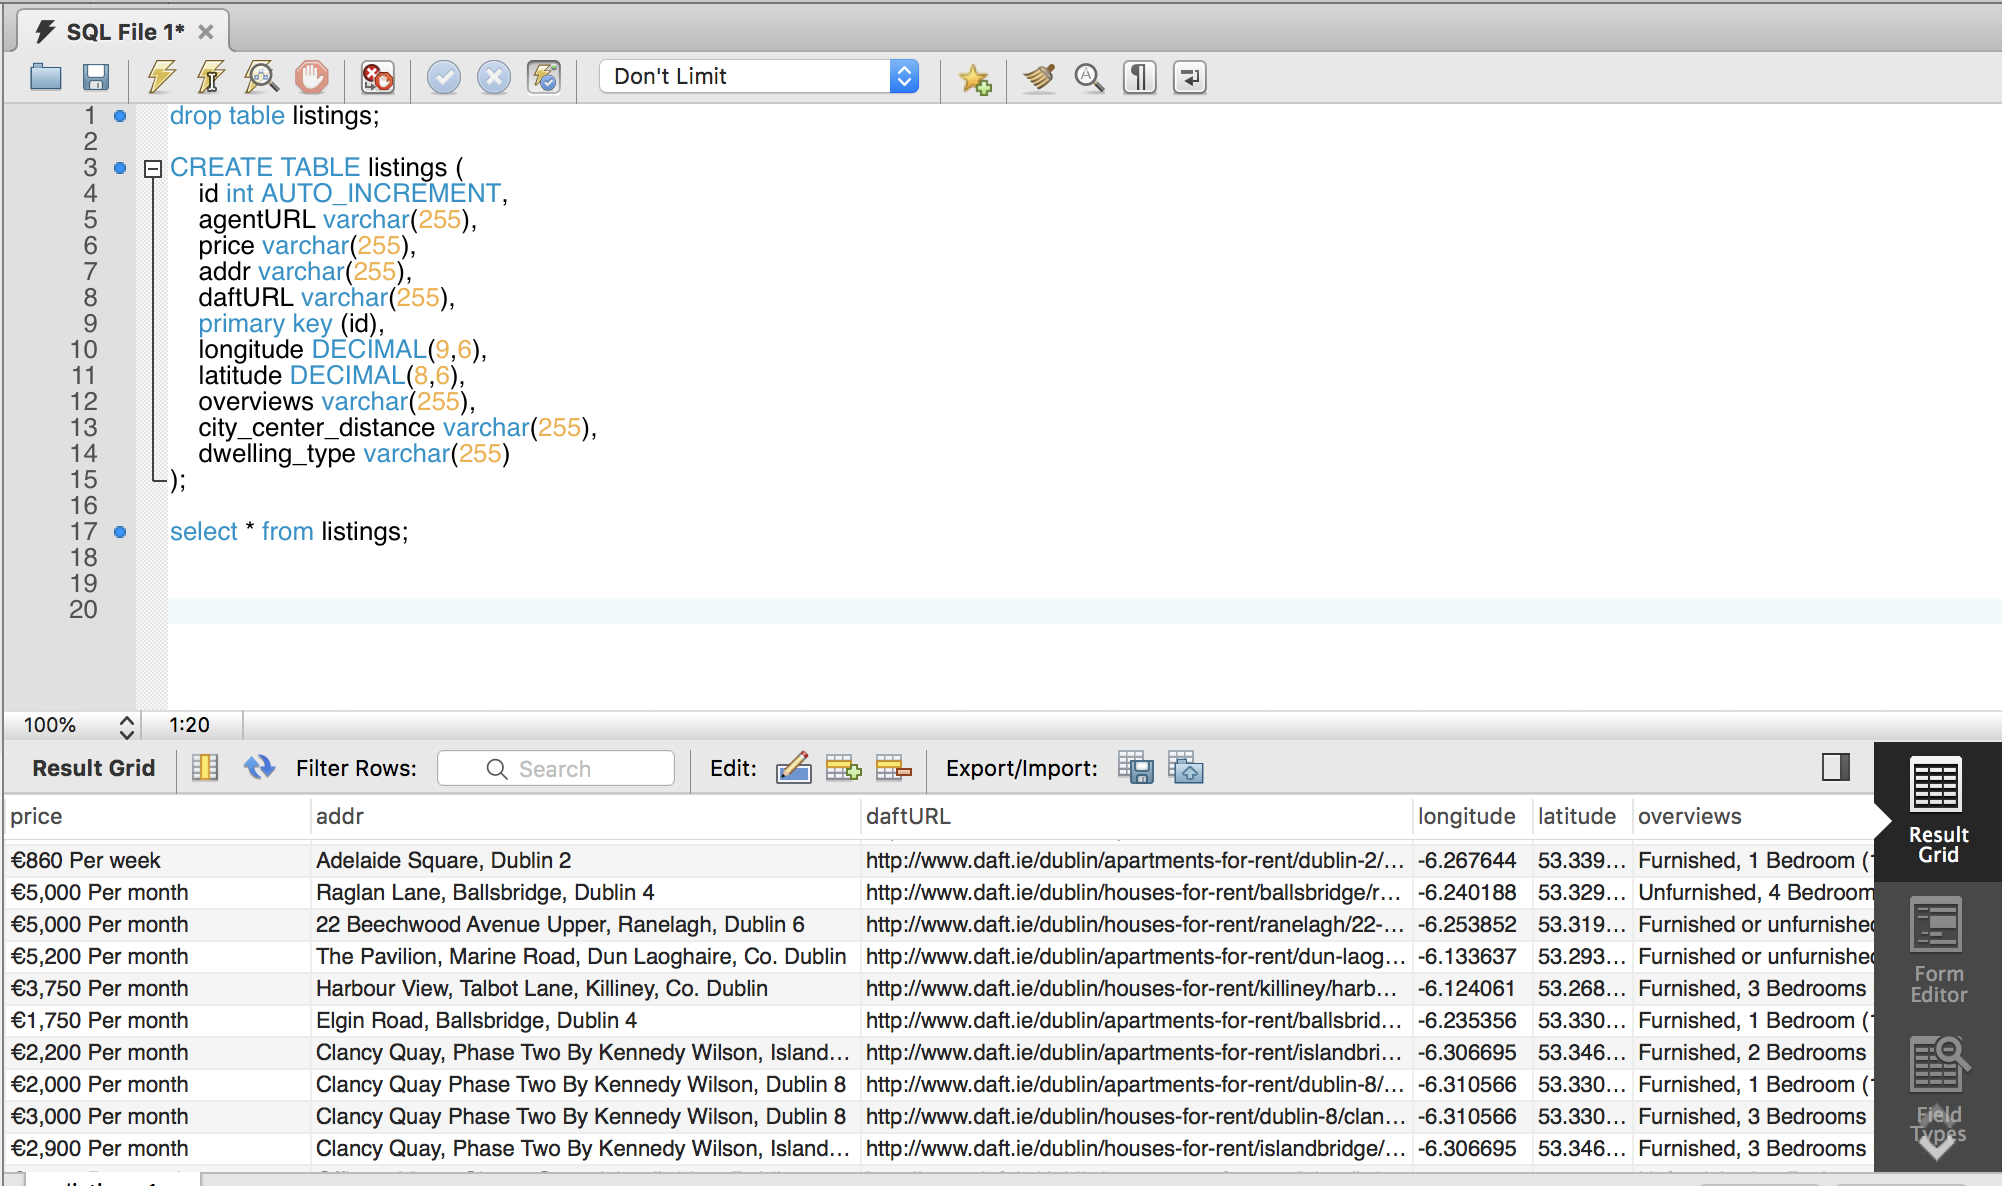 SQL File 1*
Don't Limit
1 drop table listings;
2
3 CREATE TABLE listings (
4 id int AUTO_INCREMENT,
5 agentURL varchar(255),
6 price varchar(255),
7 addr varchar(255),
8 daftURL varchar(255),
9 primary key (id),
10 longitude DECIMAL(9,6),
11 latitude DECIMAL(8,6),
12 overviews varchar(255),
13 city_center_distance varchar(255),
14 dwelling_type varchar(255)
15 );
16
17 select * from listings;
18
19
20
100% 1:20
Result Grid Filter Rows: Search Edit: Export/Import:
price addr daftURL longitude latitude overviews
€860 Per week Adelaide Square, Dublin 2 http://www.daft.ie/dublin/apartments-for-rent/dublin-2/... -6.267644 53.339... Furnished, 1 Bedroom (
€5,000 Per month Raglan Lane, Ballsbridge, Dublin 4 http://www.daft.ie/dublin/houses-for-rent/ballsbridge/r... -6.240188 53.329... Unfurnished, 4 Bedroom
€5,000 Per month 22 Beechwood Avenue Upper, Ranelagh, Dublin 6 http://www.daft.ie/dublin/houses-for-rent/ranelagh/22-... -6.253852 53.319... Furnished or unfurnished
€5,200 Per month The Pavilion, Marine Road, Dun Laoghaire, Co. Dublin http://www.daft.ie/dublin/apartments-for-rent/dun-laog... -6.133637 53.293... Furnished or unfurnished
€3,750 Per month Harbour View, Talbot Lane, Killiney, Co. Dublin http://www.daft.ie/dublin/houses-for-rent/killiney/harb... -6.124061 53.268... Furnished, 3 Bedrooms
€1,750 Per month Elgin Road, Ballsbridge, Dublin 4 http://www.daft.ie/dublin/apartments-for-rent/ballsbrid... -6.235356 53.330... Furnished, 1 Bedroom (
€2,200 Per month Clancy Quay, Phase Two By Kennedy Wilson, Island... http://www.daft.ie/dublin/apartments-for-rent/islandbri... -6.306695 53.346... Furnished, 2 Bedrooms
€2,000 Per month Clancy Quay Phase Two By Kennedy Wilson, Dublin 8 http://www.daft.ie/dublin/apartments-for-rent/dublin-8/... -6.310566 53.330... Furnished, 1 Bedroom (
€3,000 Per month Clancy Quay Phase Two By Kennedy Wilson, Dublin 8 http://www.daft.ie/dublin/houses-for-rent/dublin-8/clan... -6.310566 53.330... Furnished, 3 Bedrooms
€2,900 Per month Clancy Quay, Phase Two By Kennedy Wilson, Island... http://www.daft.ie/dublin/houses-for-rent/islandbridge/... -6.306695 53.346... Furnished, 3 Bedrooms
Result
Grid
Form
Editor
Field
Types